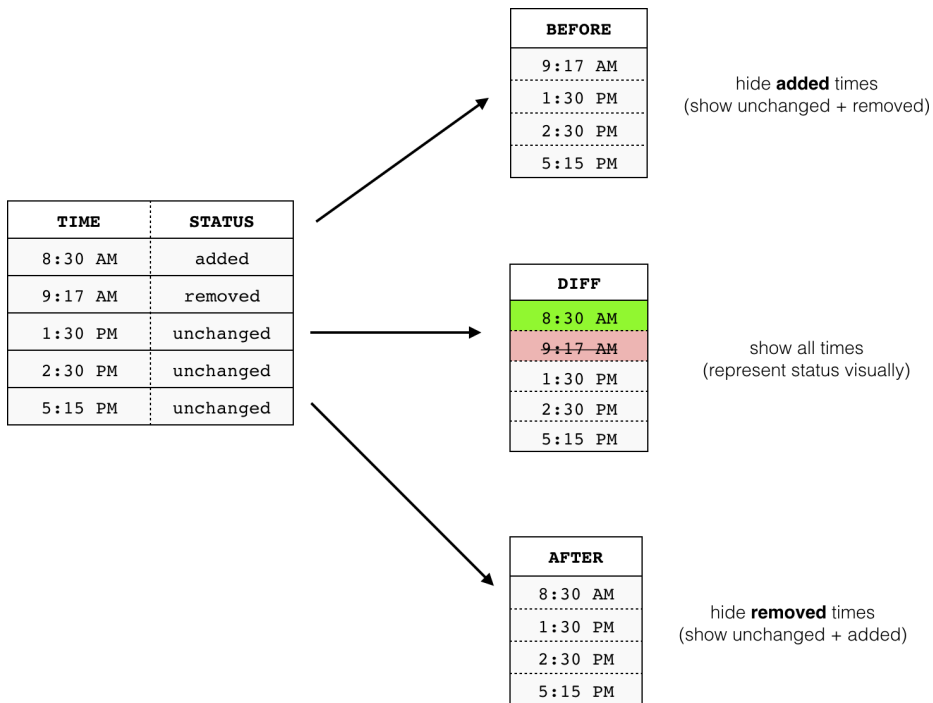 BEFORE
9:17 AM
1:30 PM
2:30 PM
5:15 PM
hide added times
(show unchanged + removed)
TIME STATUS
8:30 AM added
9:17 AM removed
1:30 PM unchanged
2:30 PM unchanged
5:15 PM unchanged
DIFF
8:30 AM
9:17 AM
1:30 PM
2:30 PM
5:15 PM
show all times
(represent status visually)
AFTER
8:30 AM
1:30 PM
2:30 PM
5:15 PM
hide removed times
(show unchanged + added)